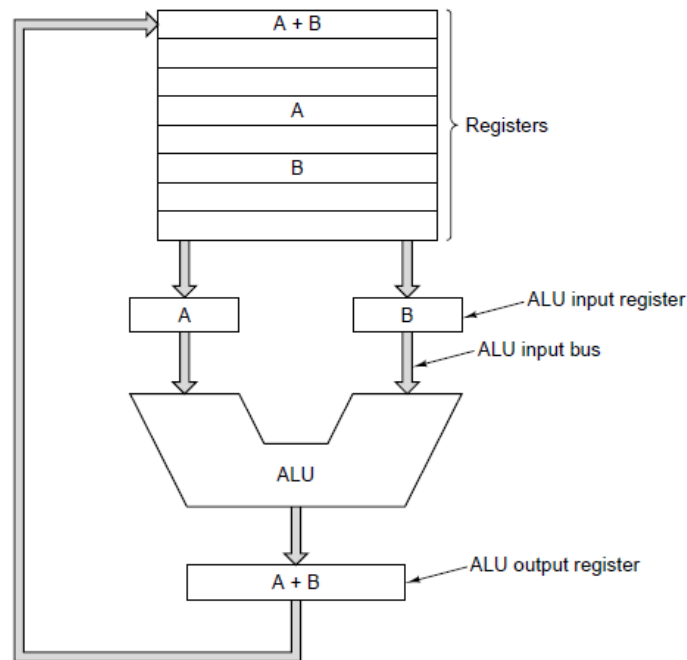 A + B
A
Registers
B
A
B
ALU input register
ALU input bus
ALU
A + B
ALU output register